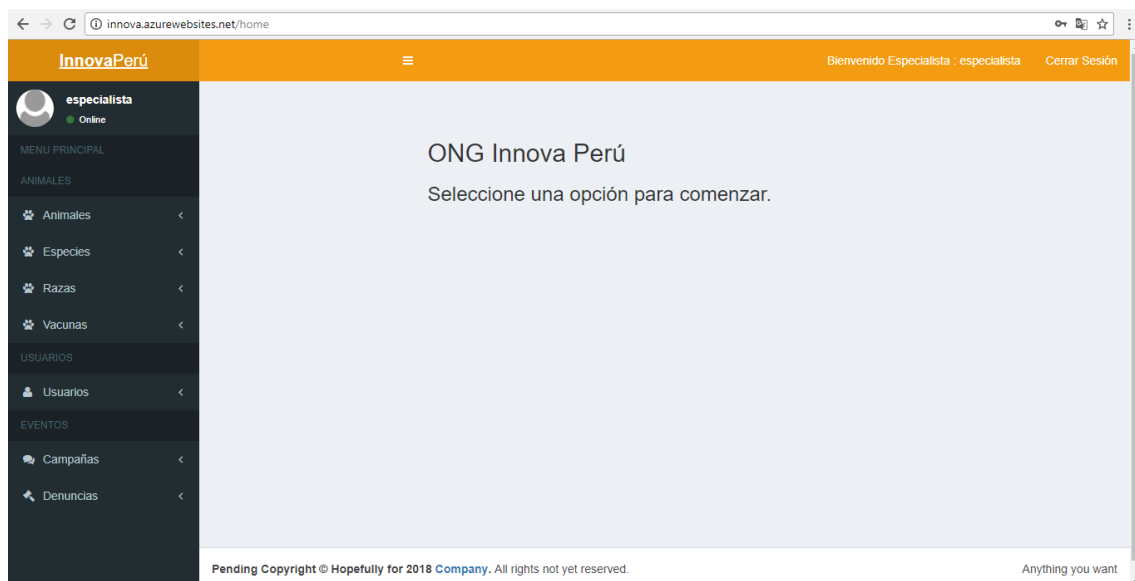 innova.azurewebsites.net/home
InnovaPerú
Bienvenido Especialista : especialista
Cerrar Sesión
especialista
Online
MENU PRINCIPAL
ANIMALES
Animales
Especies
Razas
Vacunas
USUARIOS
Usuarios
EVENTOS
Campañas
Denuncias
ONG Innova Perú
Seleccione una opción para comenzar.
Pending Copyright © Hopefully for 2018 Company. All rights not yet reserved.
Anything you want